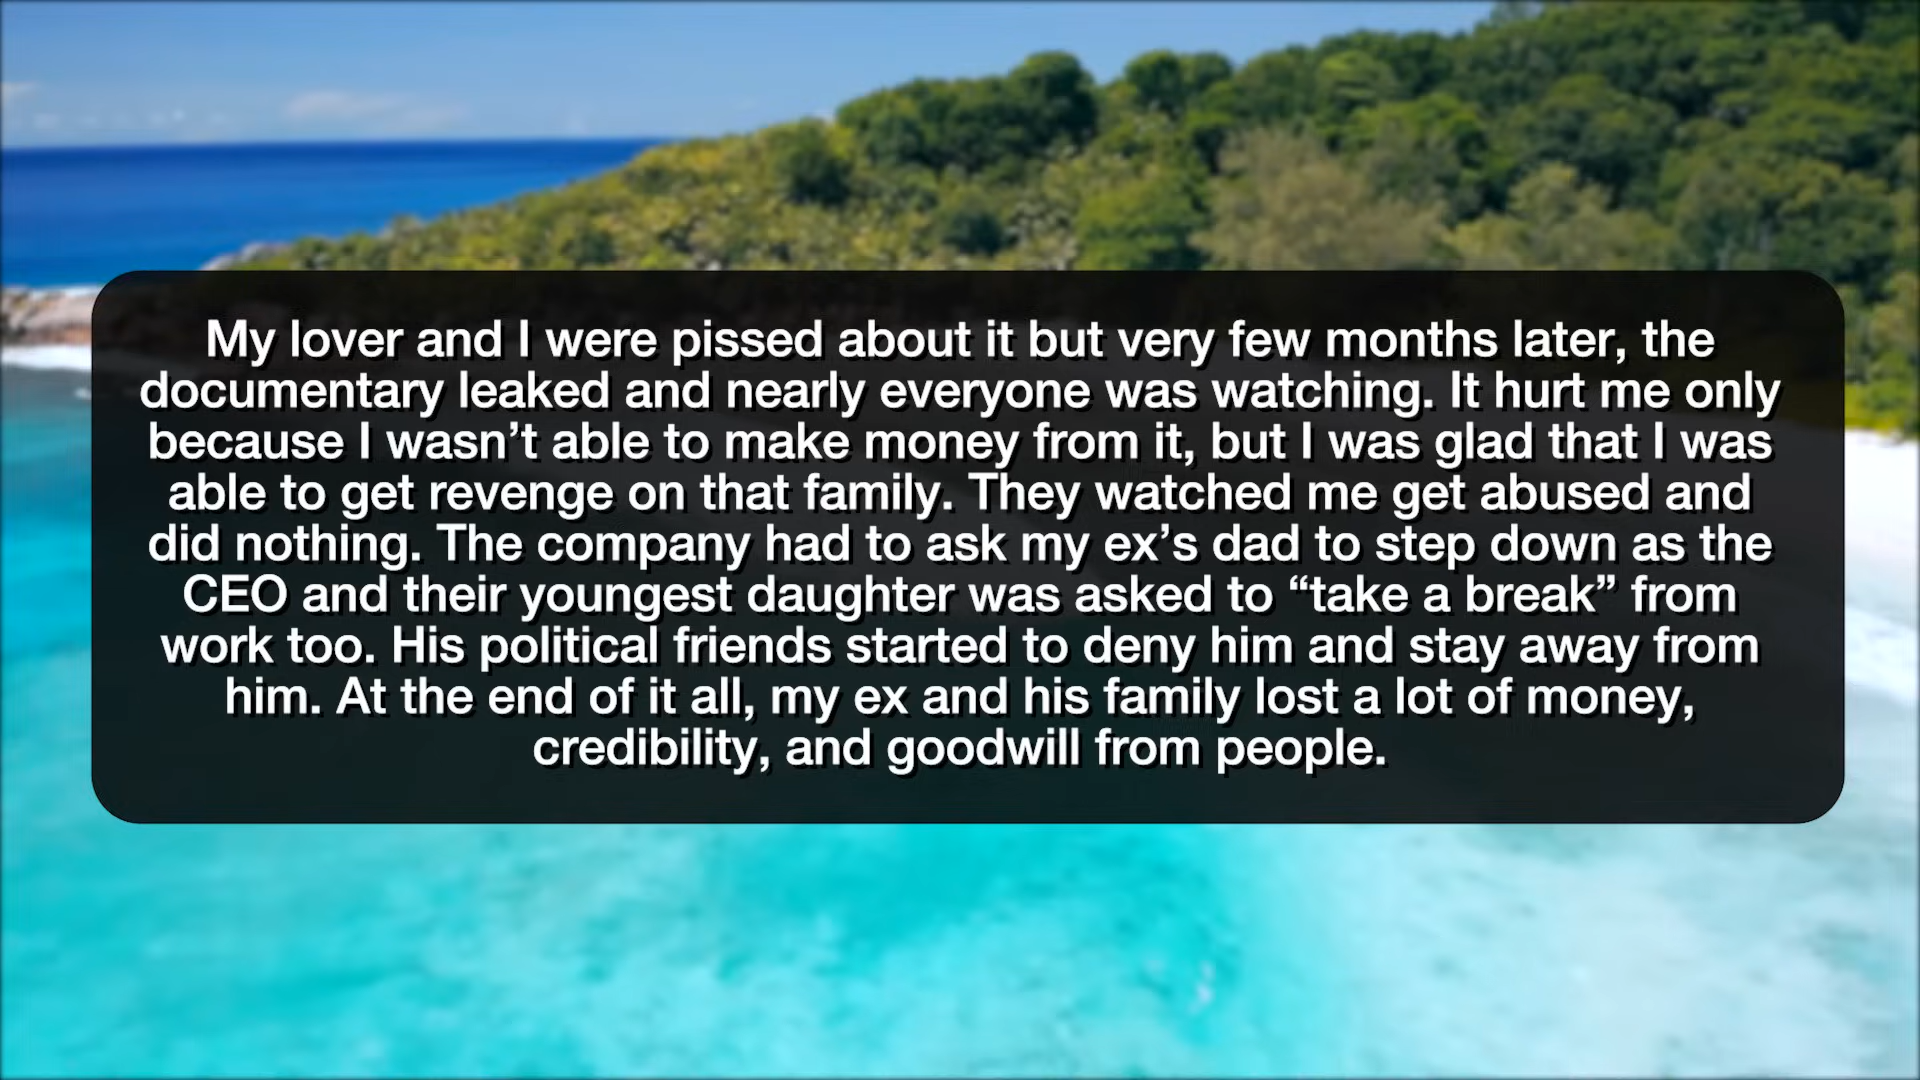 My lover and I were pissed about it but very few months later, the
documentary leaked and nearly everyone was watching. It hurt me only
because I wasn’t able to make money from it, but I was glad that I was
able to get revenge on that family. They watched me get abused and
did nothing. The company had to ask my ex’s dad to step down as the
CEO and their youngest daughter was asked to “take a break” from
work too. His political friends started to deny him and stay away from
him. At the end of it all, my ex and his family lost a lot of money,
credibility, and goodwill from people.